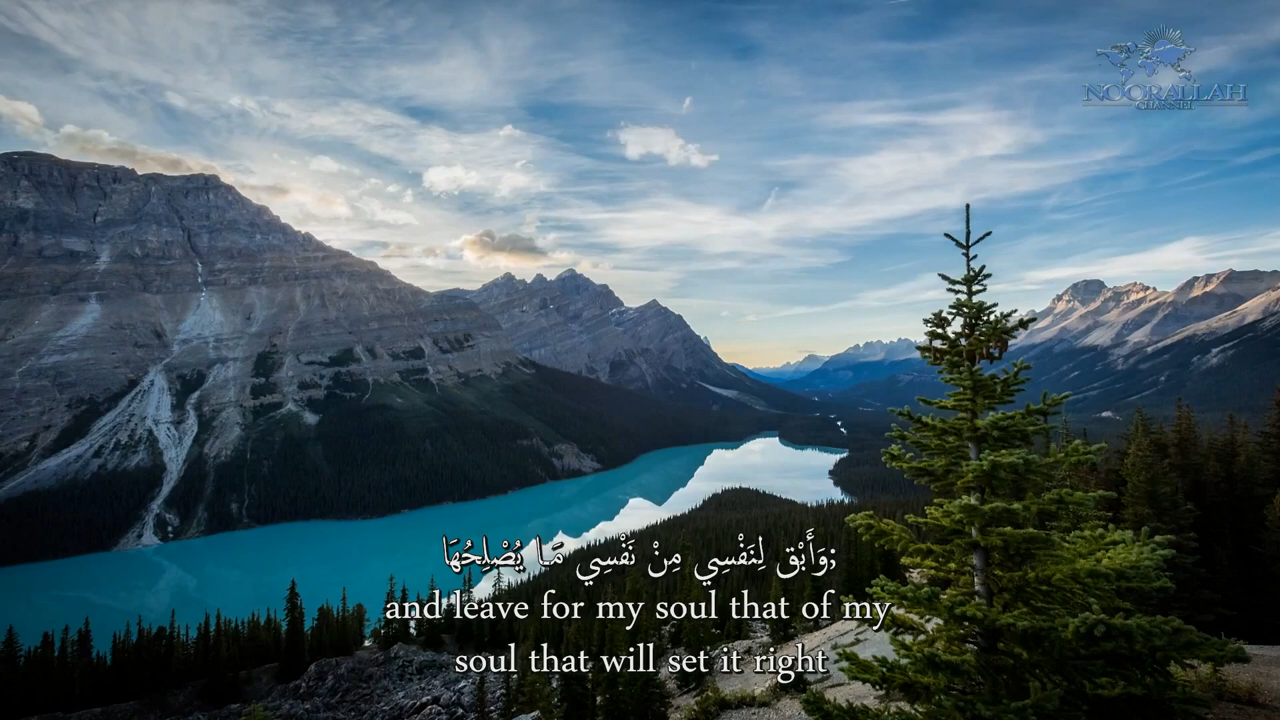 NOORALLAH
CHANNEL
وَأَبْقِ لِنَفْسِي مِنْ نَفْسِي مَا يُصْلِحُهَا;
and leave for my soul that of my
soul that will set it right